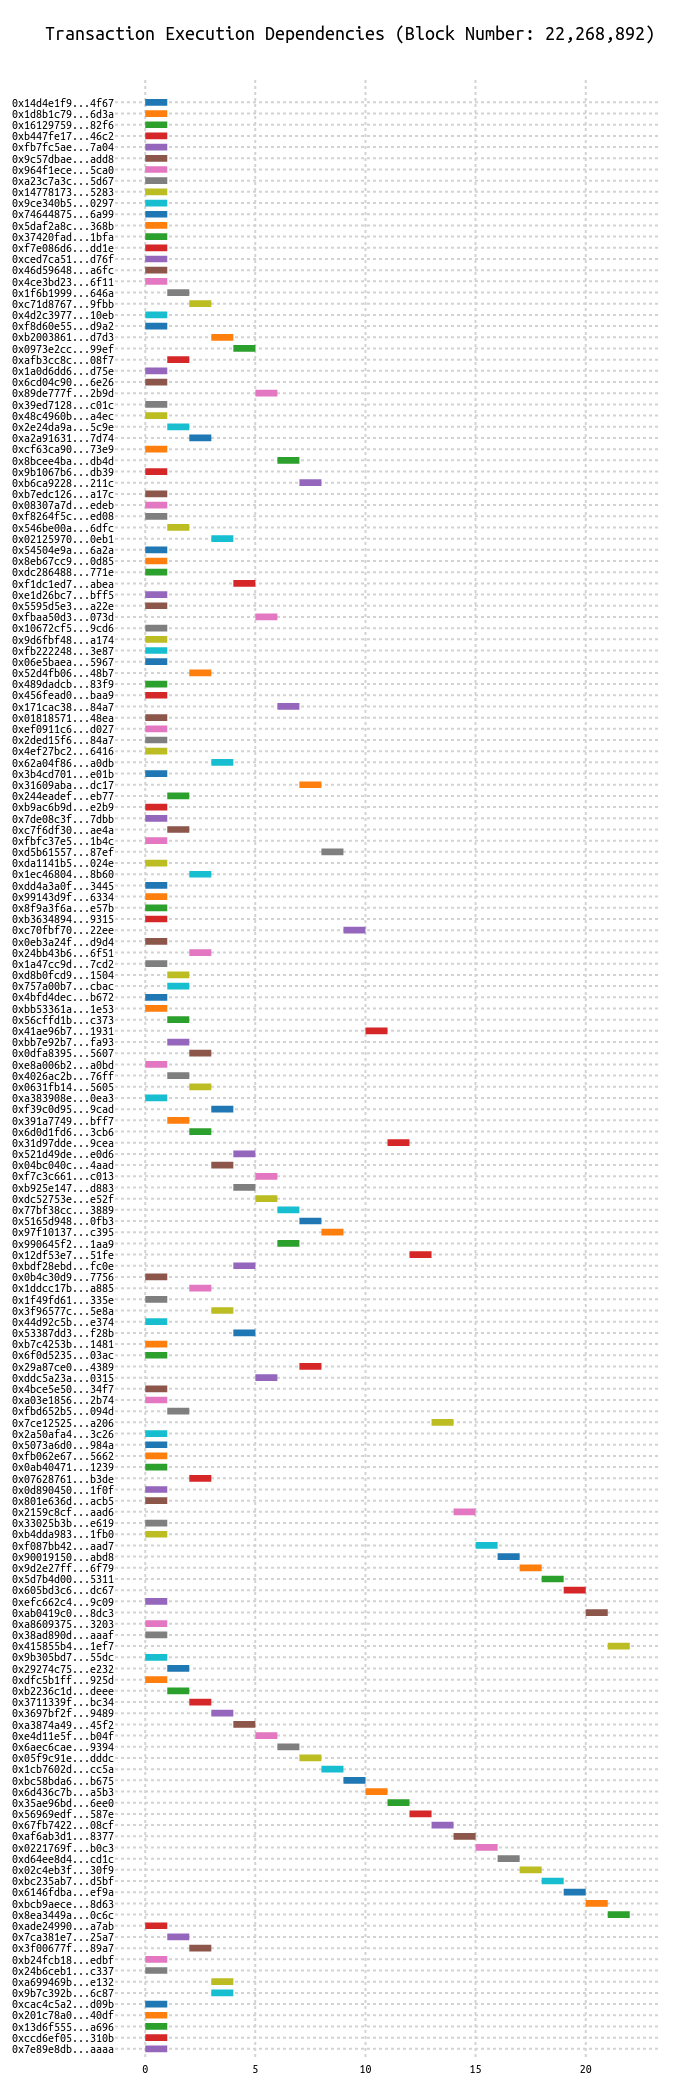 Transaction Execution Dependencies (Block Number: 22,268,892)
0x14d4e1f9...4f67
0x1d8b1c79...6d3a
0x16129759...82f6
0xb447fe17...46c2
0xfb7fc5ae...7a04
0x9c57dbae...add8
0x964f1ece...5ca0
0xa23c7a3c...5d67
0x14778173...5283
0x9ce340b5...0297
0x74644875...6a99
0x5daf2a8c...368b
0x37420fad...1bfa
0xf7e086d6...dd1e
0xced7ca51...d76f
0x46d59648...a6fc
0x4ce3bd23...6f11
0x1f6b1999...646a
0xc71d8767...9fbb
0x4d2c3977...10eb
0xf8d60e55...d9a2
0xb2003861...d7d3
0x0973e2cc...99ef
0xafb3cc8c...08f7
0x1a0d6dd6...d75e
0x6cd04c90...6e26
0x89de777f...2b9d
0x39ed7128...c01c
0x48c4960b...a4ec
0x2e24da9a...5c9e
0xa2a91631...7d74
0xcf63ca90...73e9
0x8bcee4ba...db4d
0x9b1067b6...db39
0xb6ca9228...211c
0xb7edc126...a17c
0x08307a7d...edeb
0xf8264f5c...ed08
0x546be00a...6dfc
0x02125970...0eb1
0x54504e9a...6a2a
0x8eb67cc9...0d85
0xdc286488...771e
0xf1dc1ed7...abea
0xe1d26bc7...bff5
0x5595d5e3...a22e
0xfbaa50d3...073d
0x10672cf5...9cd6
0x9d6fbf48...a174
0xfb222248...3e87
0x06e5baea...5967
0x52d4fb06...48b7
0x489dadcb...83f9
0x456fead0...baa9
0x171cac38...84a7
0x01818571...48ea
0xef0911c6...d027
0x2ded15f6...84a7
0x4ef27bc2...6416
0x62a04f86...a0db
0x3b4cd701...e01b
0x31609aba...dc17
0x244eadef...eb77
0xb9ac6b9d...e2b9
0x7de08c3f...7dbb
0xc7f6df30...ae4a
0xfbfc37e5...1b4c
0xd5b61557...87ef
0xda1141b5...024e
0x1ec46804...8b60
0xdd4a3a0f...3445
0x99143d9f...6334
0x8f9a3f6a...e57b
0xb3634894...9315
0xc70fbf70...22ee
0x0eb3a24f...d9d4
0x24bb43b6...6f51
0x1a47cc9d...7cd2
0xd8b0fcd9...1504
0x757a00b7...cbac
0x4bfd4dec...b672
0xbb53361a...1e53
0x56cffd1b...c373
0x41ae96b7...1931
0xbb7e92b7...fa93
0x0dfa8395...5607
0xe8a006b2...a0bd
0x4026ac2b...76ff
0x0631fb14...5605
0xa383908e...0ea3
0xf39c0d95...9cad
0x391a7749...bff7
0x6d0d1fd6...3cb6
0x31d97dde...9cea
0x521d49de...e0d6
0x04bc040c...4aad
0xf7c3c661...c013
0xb925e147...d883
0xdc52753e...e52f
0x77bf38cc...3889
0x5165d948...0fb3
0x97f10137...c395
0x990645f2...1aa9
0x12df53e7...51fe
0xbdf28ebd...fc0e
0x0b4c30d9...7756
0x1ddcc17b...a885
0x1f49fd61...335e
0x3f96577c...5e8a
0x44d92c5b...e374
0x53387dd3...f28b
0xb7c4253b...1481
0x6f0d5235...03ac
0x29a87ce0...4389
0xddc5a23a...0315
0x4bce5e50...34f7
0xa03e1856...2b74
0xfbd652b5...094d
0x7ce12525...a206
0x2a50afa4...3c26
0x5073a6d0...984a
0xfb062e67...5662
0x0ab40471...1239
0x07628761...b3de
0x0d890450...1f0f
0x801e636d...acb5
0x2159c8cf...aad6
0x33025b3b...e619
0xb4dda983...1fb0
0xf087bb42...aad7
0x90019150...abd8
0x9d2e27ff...6f79
0x5d7b4d00...5311
0x605bd3c6...dc67
0xefc662c4...9c09
0xab0419c0...8dc3
0xa8609375...3203
0x38ad890d...aaaf
0x415855b4...1ef7
0x9b305bd7...55dc
0x29274c75...e232
0xdfc5b1ff...925d
0xb2236c1d...deee
0x3711339f...bc34
0x3697bf2f...9489
0xa3874a49...45f2
0xe4d11e5f...b04f
0x6aec6cae...9394
0x05f9c91e...dddc
0x1cb7602d...cc5a
0xbc58bda6...b675
0x6d436c7b...a5b3
0x35ae96bd...6ee0
0x56969edf...587e
0x67fb7422...08cf
0xaf6ab3d1...8377
0x0221769f...b0c3
0xd64ee8d4...cd1c
0x02c4eb3f...30f9
0xbc235ab7...d5bf
0x6146fdba...ef9a
0xbcb9aece...8d63
0x8ea3449a...0c6c
0xade24990...a7ab
0x7ca381e7...25a7
0x3f00677f...89a7
0xb24fcb18...edbf
0x24b6ceb1...c337
0xa699469b...e132
0x9b7c392b...6c87
0xcac4c5a2...d09b
0x201c78a0...40df
0x13d6f555...a696
0xccd6ef05...310b
0x7e89e8db...aaaa
0 5 10 15 20